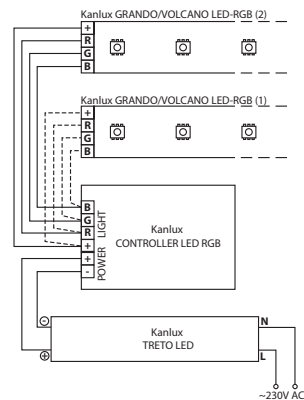 Kanlux GRANDO/VOLCANO LED-RGB (2)
+
R
G
B
Kanlux GRANDO/VOLCANO LED-RGB (1)
+
R
G
B
B
G
R
+
+
-
LIGHT
POWER
Kanlux
CONTROLLER LED RGB
Kanlux
TRETO LED
N
L
~230V AC